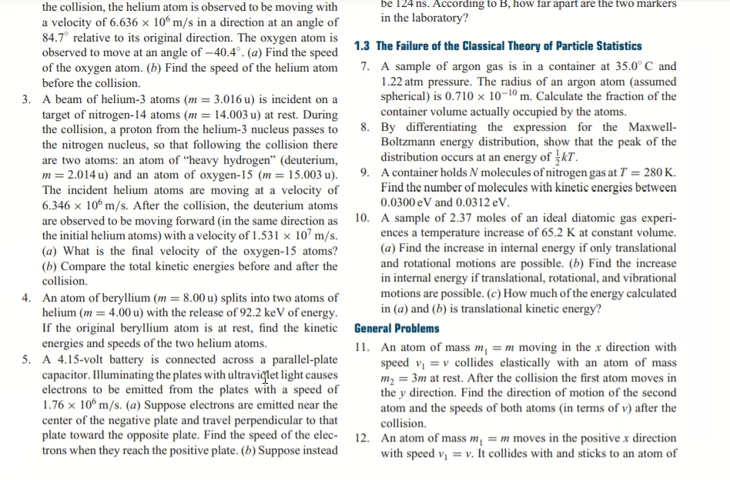 the collision, the helium atom is observed to be moving with
a velocity of 6.636 × 10⁶ m/s in a direction at an angle of
84.7° relative to its original direction. The oxygen atom is
observed to move at an angle of −40.4°. (a) Find the speed
of the oxygen atom. (b) Find the speed of the helium atom
before the collision.
3. A beam of helium-3 atoms (m = 3.016 u) is incident on a
target of nitrogen-14 atoms (m = 14.003 u) at rest. During
the collision, a proton from the helium-3 nucleus passes to
the nitrogen nucleus, so that following the collision there
are two atoms: an atom of “heavy hydrogen” (deuterium,
m = 2.014 u) and an atom of oxygen-15 (m = 15.003 u).
The incident helium atoms are moving at a velocity of
6.346 × 10⁶ m/s. After the collision, the deuterium atoms
are observed to be moving forward (in the same direction as
the initial helium atoms) with a velocity of 1.531 × 10⁷ m/s.
(a) What is the final velocity of the oxygen-15 atoms?
(b) Compare the total kinetic energies before and after the
collision.
4. An atom of beryllium (m = 8.00 u) splits into two atoms of
helium (m = 4.00 u) with the release of 92.2 keV of energy.
If the original beryllium atom is at rest, find the kinetic
energies and speeds of the two helium atoms.
5. A 4.15-volt battery is connected across a parallel-plate
capacitor. Illuminating the plates with ultraviolet light causes
electrons to be emitted from the plates with a speed of
1.76 × 10⁶ m/s. (a) Suppose electrons are emitted near the
center of the negative plate and travel perpendicular to that
plate toward the opposite plate. Find the speed of the elec-
trons when they reach the positive plate. (b) Suppose instead
be 124 ns. According to B, how far apart are the two markers
in the laboratory?
1.3 The Failure of the Classical Theory of Particle Statistics
7. A sample of argon gas is in a container at 35.0° C and
1.22 atm pressure. The radius of an argon atom (assumed
spherical) is 0.710 × 10⁻¹⁰ m. Calculate the fraction of the
container volume actually occupied by the atoms.
8. By differentiating the expression for the Maxwell-
Boltzmann energy distribution, show that the peak of the
distribution occurs at an energy of ½kT.
9. A container holds N molecules of nitrogen gas at T = 280 K.
Find the number of molecules with kinetic energies between
0.0300 eV and 0.0312 eV.
10. A sample of 2.37 moles of an ideal diatomic gas experi-
ences a temperature increase of 65.2 K at constant volume.
(a) Find the increase in internal energy if only translational
and rotational motions are possible. (b) Find the increase
in internal energy if translational, rotational, and vibrational
motions are possible. (c) How much of the energy calculated
in (a) and (b) is translational kinetic energy?
General Problems
11. An atom of mass m₁ = m moving in the x direction with
speed v₁ = v collides elastically with an atom of mass
m₂ = 3m at rest. After the collision the first atom moves in
the y direction. Find the direction of motion of the second
atom and the speeds of both atoms (in terms of v) after the
collision.
12. An atom of mass m₁ = m moves in the positive x direction
with speed v₁ = v. It collides with and sticks to an atom of